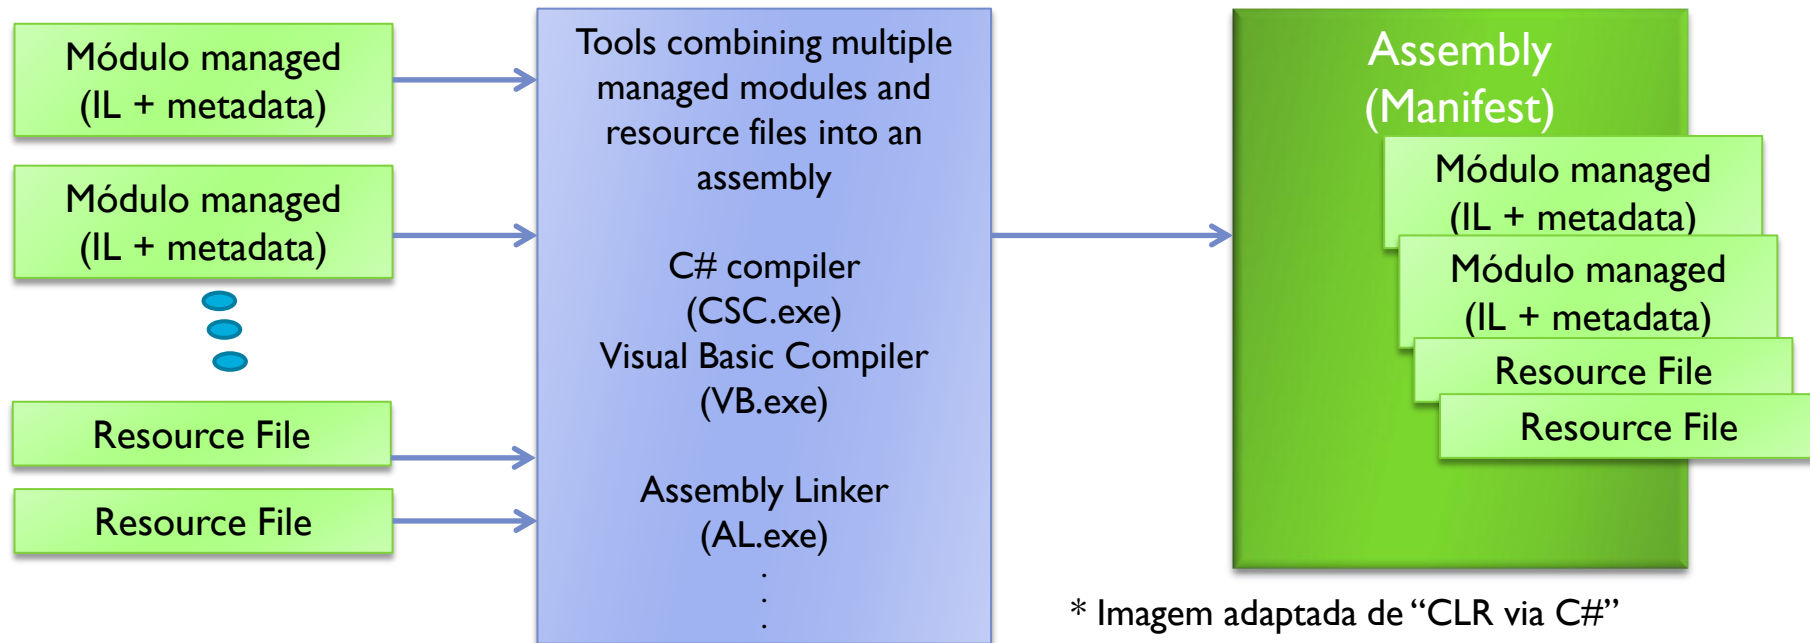 Módulo managed
(IL + metadata)
Módulo managed
(IL + metadata)
Resource File
Resource File
Tools combining multiple
managed modules and
resource files into an
assembly
C# compiler
(CSC.exe)
Visual Basic Compiler
(VB.exe)
Assembly Linker
(AL.exe)
.
.
.
Assembly
(Manifest)
Módulo managed
(IL + metadata)
Módulo managed
(IL + metadata)
Resource File
Resource File
* Imagem adaptada de “CLR via C#”